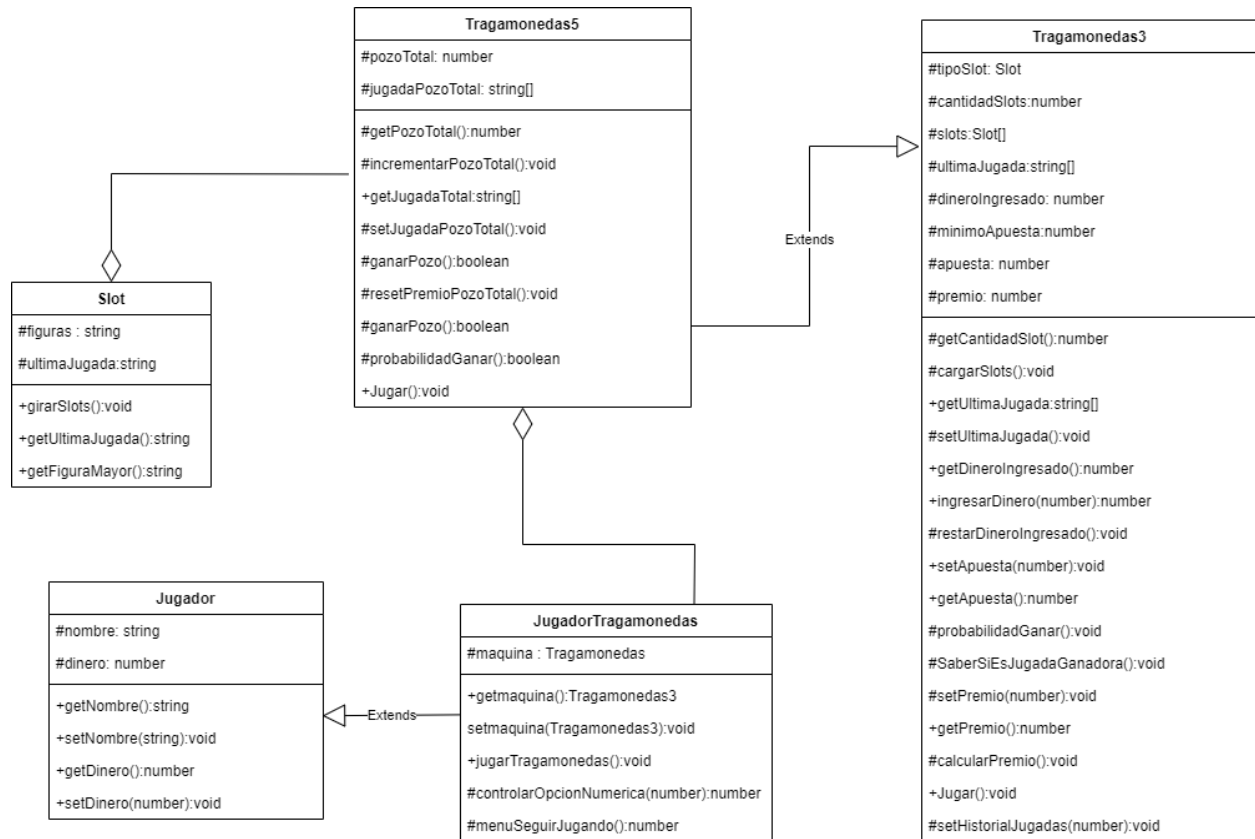 Tragamonedas5
#pozoTotal: number
#jugadaPozoTotal: string[]
#getPozoTotal():number
#incrementarPozoTotal():void
+getJugadaTotal:string[]
#setJugadaPozoTotal():void
#ganarPozo():boolean
#resetPremioPozoTotal():void
#ganarPozo():boolean
#probabilidadGanar():boolean
+Jugar():void
Tragamonedas3
#tipoSlot: Slot
#cantidadSlots:number
#slots:Slot[]
#ultimaJugada:string[]
#dineroIngresado: number
#minimoApuesta:number
#apuesta: number
#premio: number
#getCantidadSlot():number
#cargarSlots():void
+getUltimaJugada:string[]
#setUltimaJugada():void
+getDineroIngresado():number
+ingresarDinero(number):number
#restarDineroIngresado():void
+setApuesta(number):void
+getApuesta():number
#probabilidadGanar():void
#SaberSiEsJugadaGanadora():void
#setPremio(number):void
+getPremio():number
#calcularPremio():void
+Jugar():void
#setHistorialJugadas(number):void
Extends
Slot
#figuras : string
#ultimaJugada:string
+girarSlots():void
+getUltimaJugada():string
+getFiguraMayor():string
Jugador
#nombre: string
#dinero: number
+getNombre():string
+setNombre(string):void
+getDinero():number
+setDinero(number):void
Extends
JugadorTragamonedas
#maquina : Tragamonedas
+getmaquina():Tragamonedas3
setmaquina(Tragamonedas3):void
+jugarTragamonedas():void
#controlarOpcionNumerica(number):number
#menuSeguirJugando():number